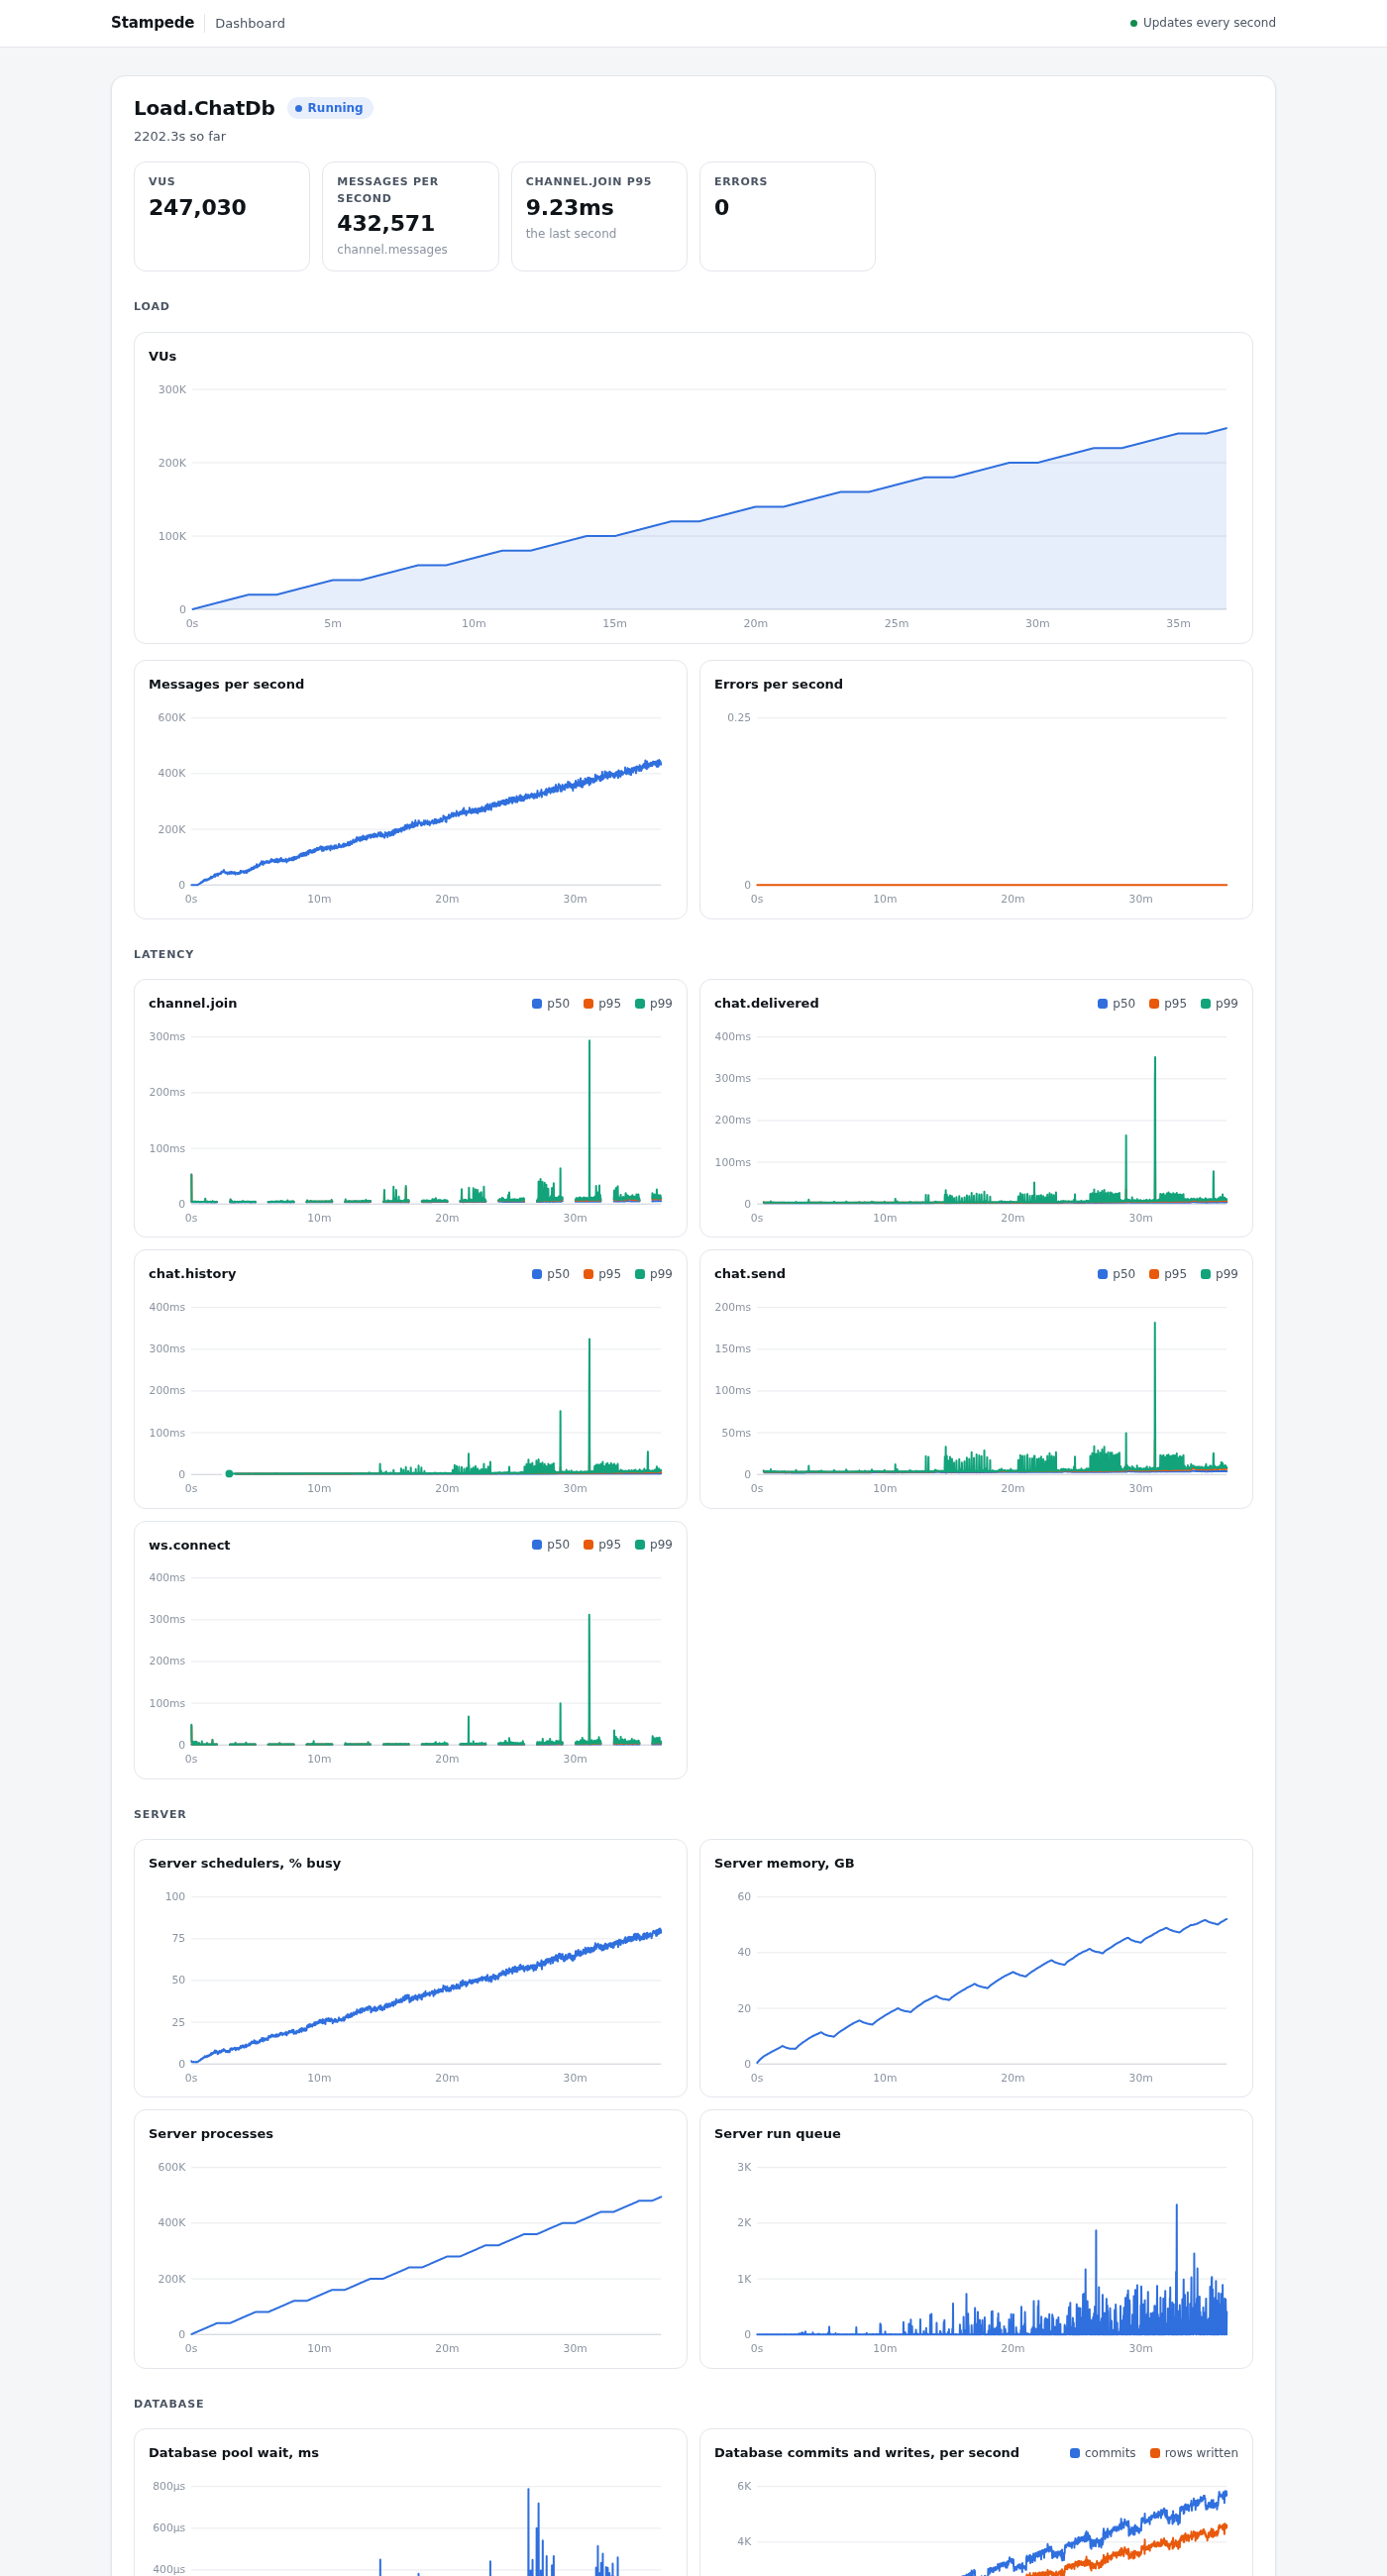 Stampede
Dashboard
Updates every second
Load.ChatDb
Running
2202.3s so far
VUS
247,030
MESSAGES PER
SECOND
432,571
channel.messages
CHANNEL.JOIN P95
9.23ms
the last second
ERRORS
0
LOAD
VUs
300K
200K
100K
0
0s 5m 10m 15m 20m 25m 30m 35m
Messages per second
600K
400K
200K
0
0s 10m 20m 30m
Errors per second
0.25
0
0s 10m 20m 30m
LATENCY
channel.join
p50 p95 p99
300ms
200ms
100ms
0
0s 10m 20m 30m
chat.delivered
p50 p95 p99
400ms
300ms
200ms
100ms
0
0s 10m 20m 30m
chat.history
p50 p95 p99
400ms
300ms
200ms
100ms
0
0s 10m 20m 30m
chat.send
p50 p95 p99
200ms
150ms
100ms
50ms
0
0s 10m 20m 30m
ws.connect
p50 p95 p99
400ms
300ms
200ms
100ms
0
0s 10m 20m 30m
SERVER
Server schedulers, % busy
100
75
50
25
0
0s 10m 20m 30m
Server memory, GB
60
40
20
0
0s 10m 20m 30m
Server processes
600K
400K
200K
0
0s 10m 20m 30m
Server run queue
3K
2K
1K
0
0s 10m 20m 30m
DATABASE
Database pool wait, ms
800µs
600µs
400µs
Database commits and writes, per second
commits rows written
6K
4K